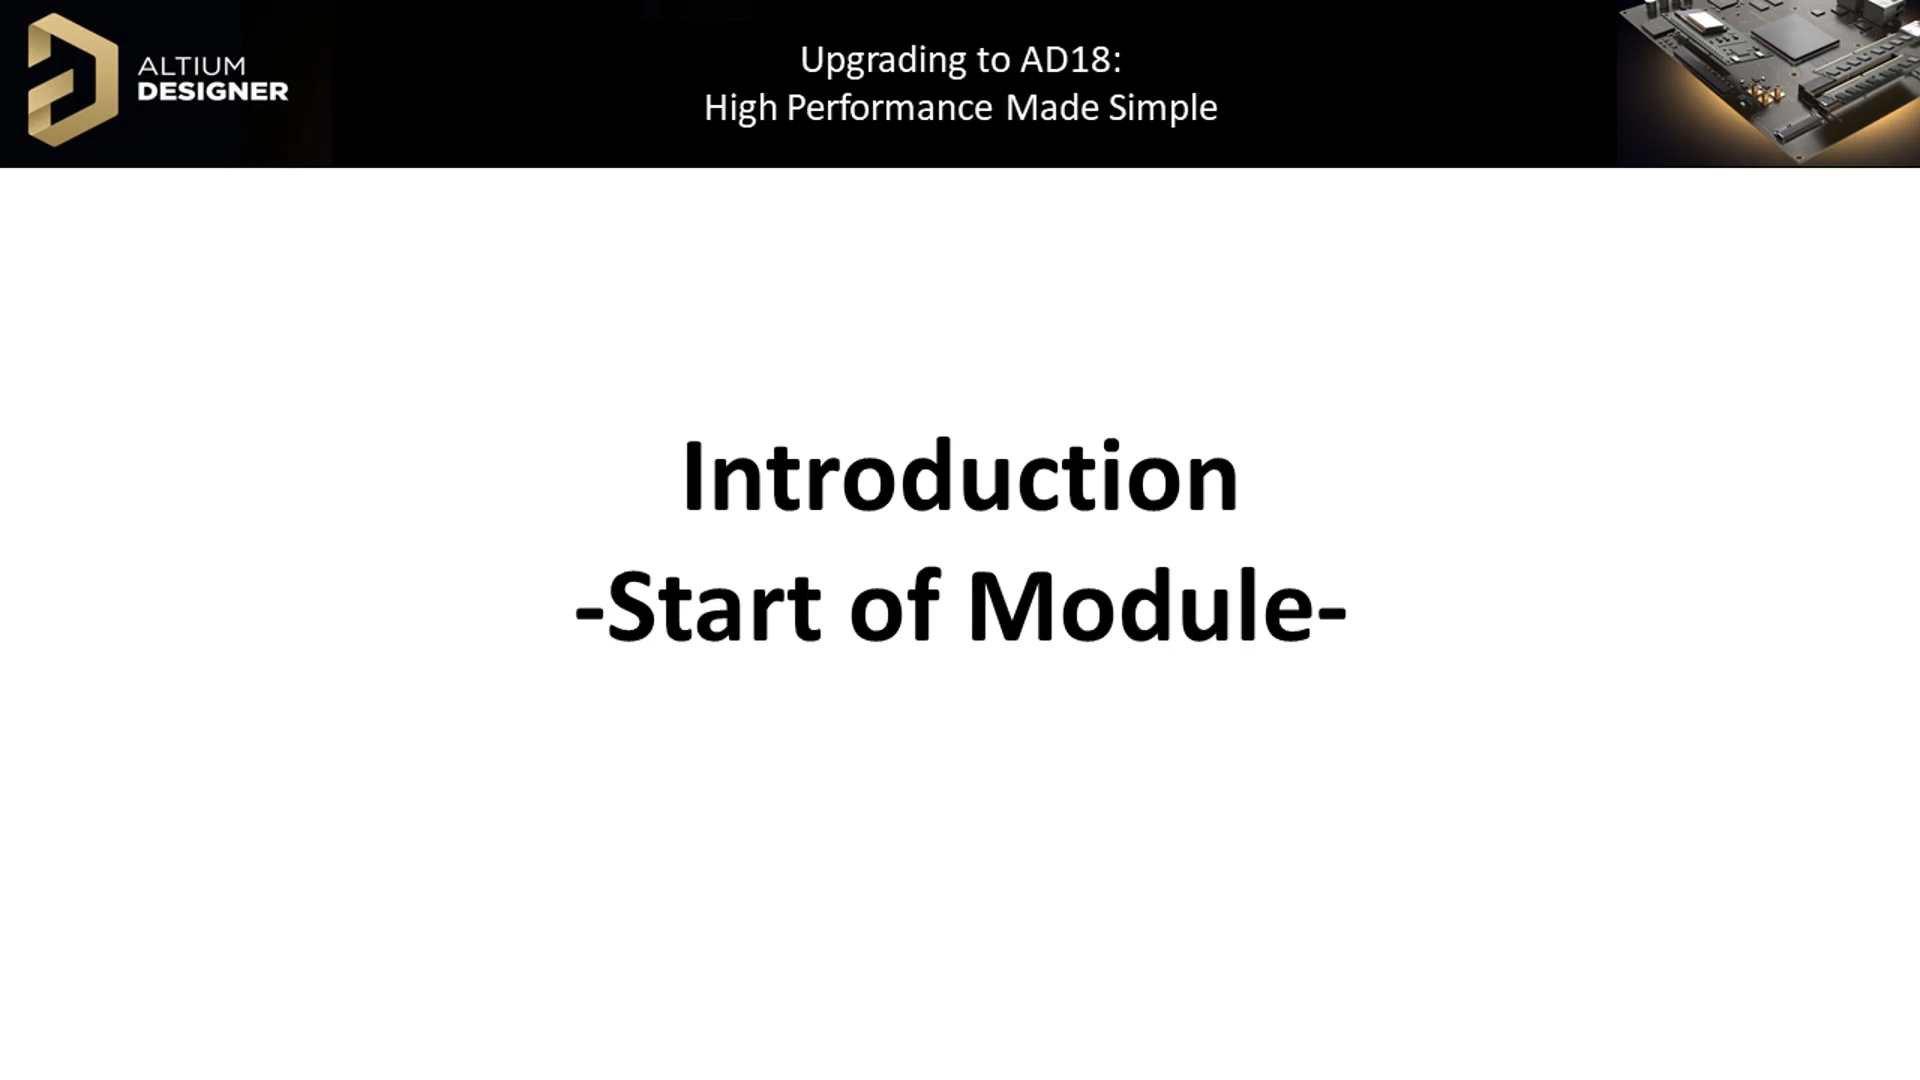 ALTIUM
DESIGNER
Upgrading to AD18:
High Performance Made Simple
Introduction
-Start of Module-